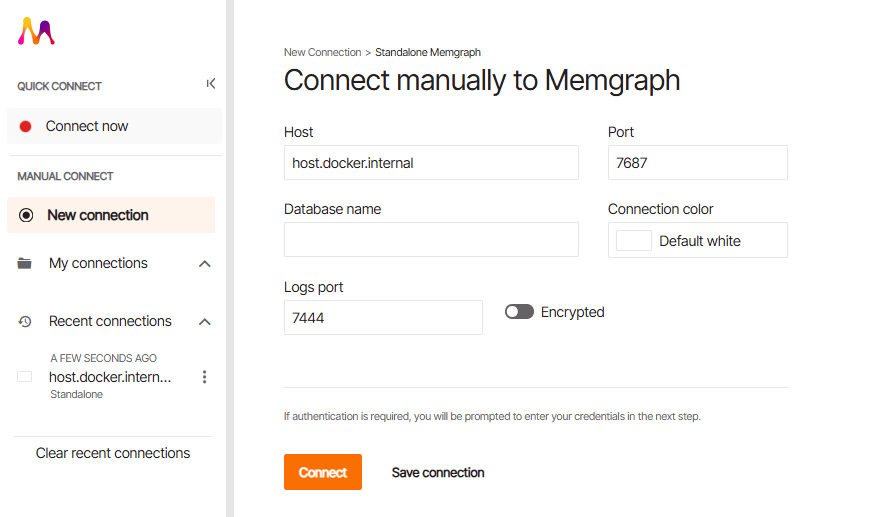 QUICK CONNECT
Connect now
MANUAL CONNECT
New connection
My connections
Recent connections
A FEW SECONDS AGO
host.docker.intern...
Standalone
Clear recent connections
New Connection > Standalone Memgraph
Connect manually to Memgraph
Host
Port
host.docker.internal
7687
Database name
Connection color
Default white
Logs port
7444
Encrypted
If authentication is required, you will be prompted to enter your credentials in the next step.
Connect
Save connection